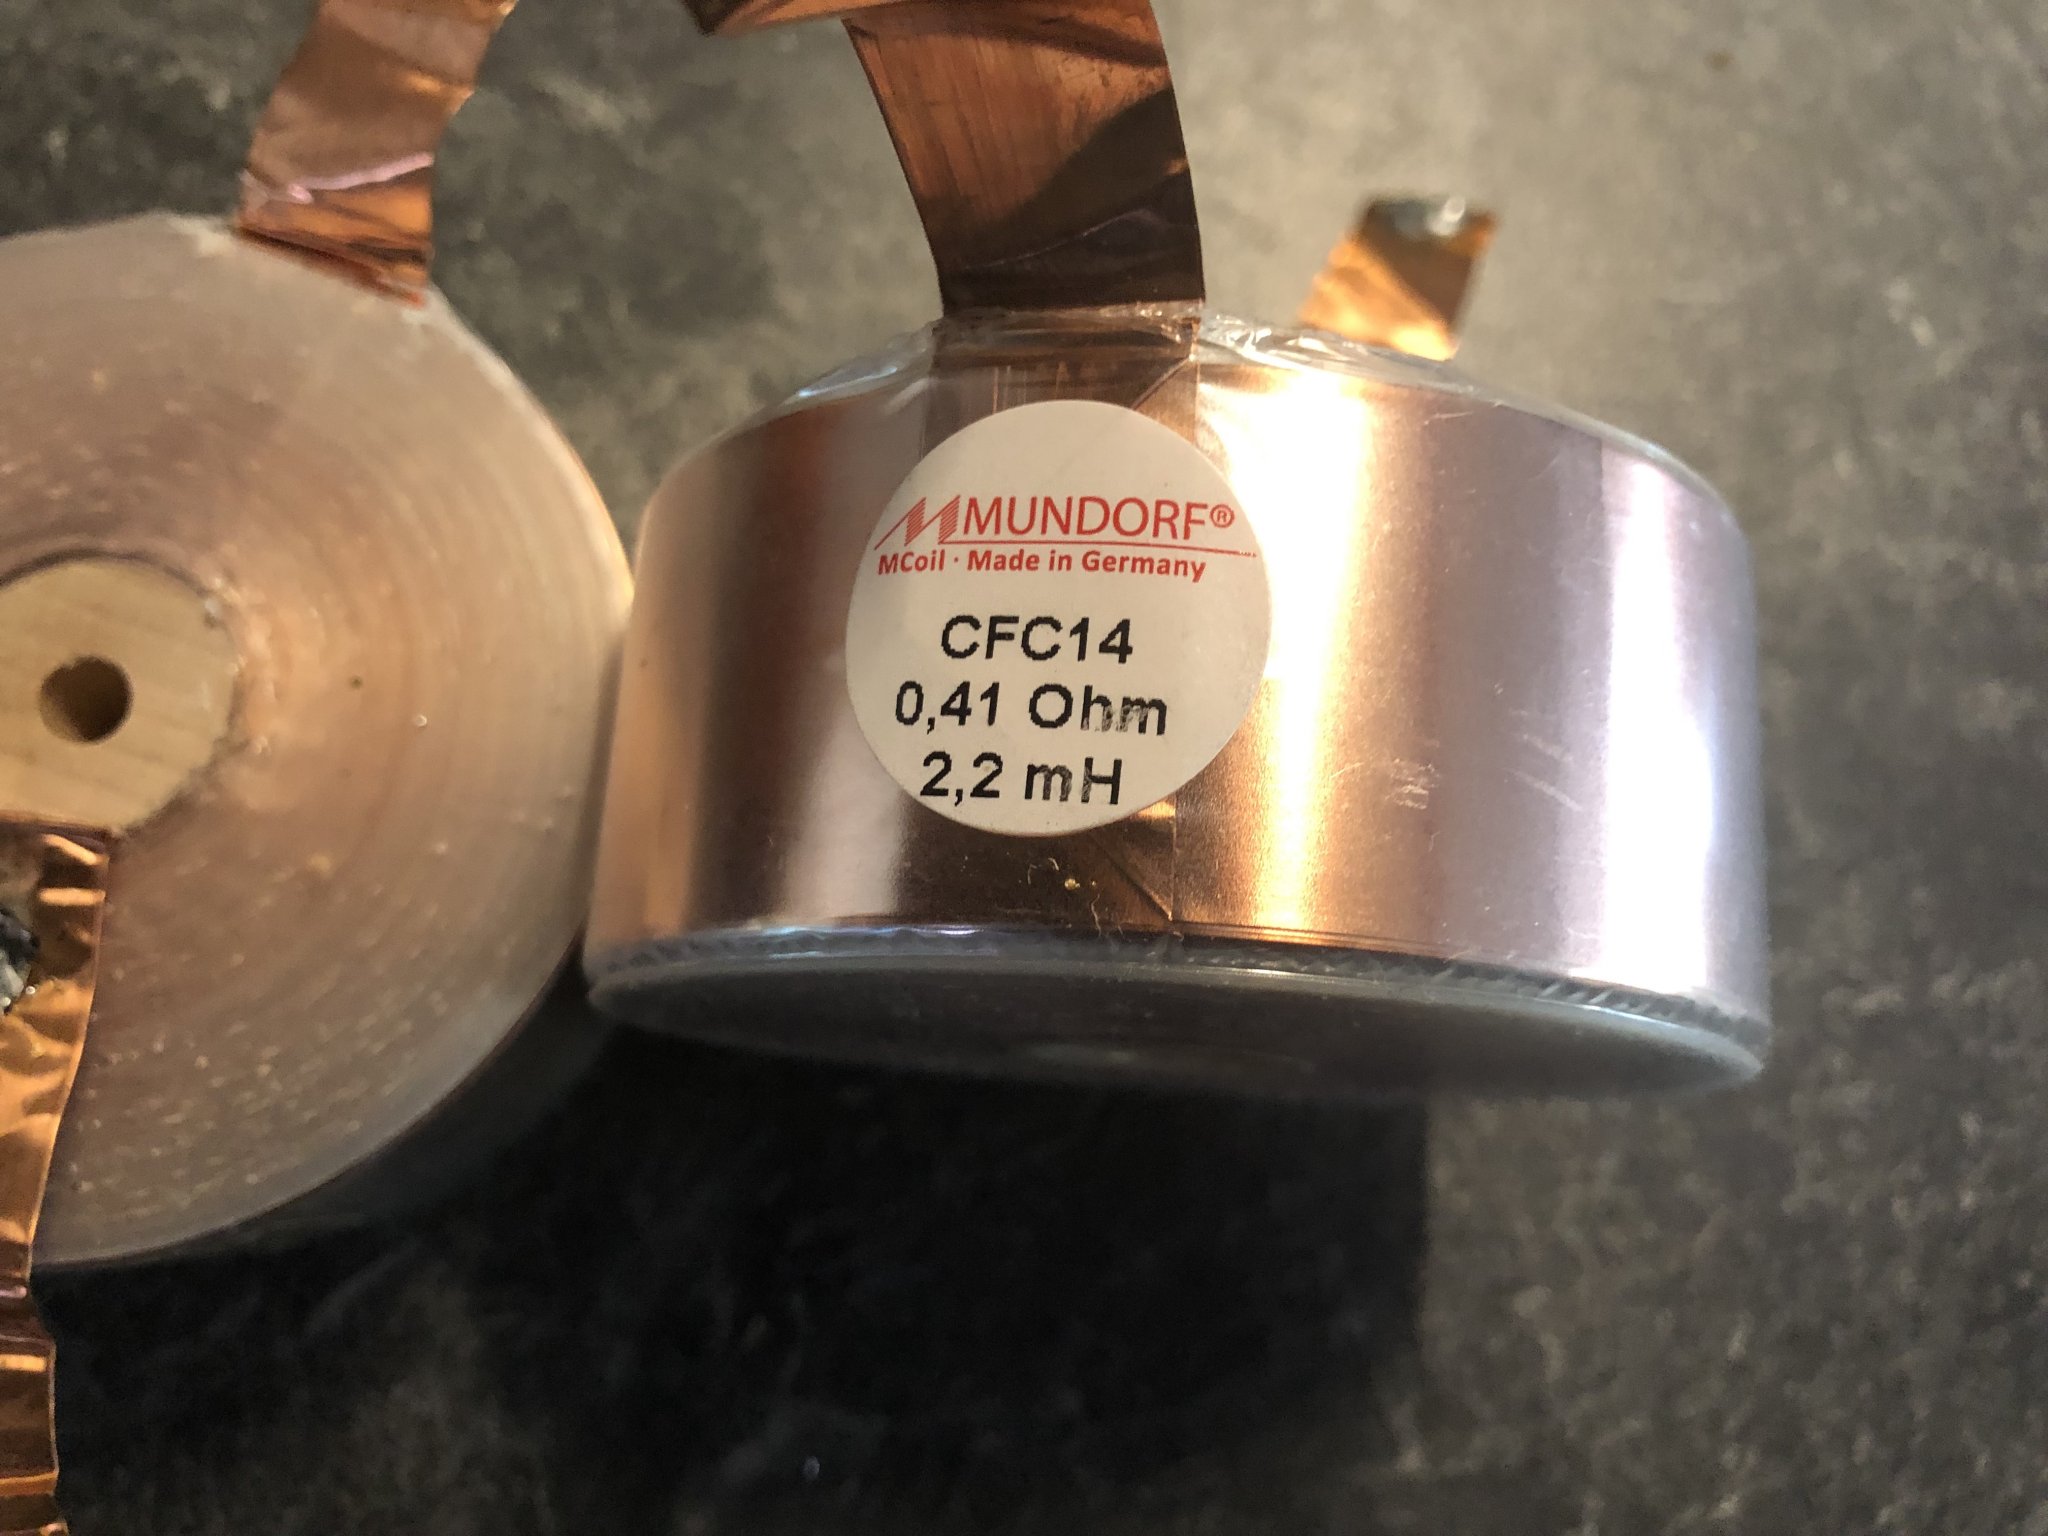 MUNDORF®
MCoil · Made in Germany
CFC14
0,41 Ohm
2,2 mH